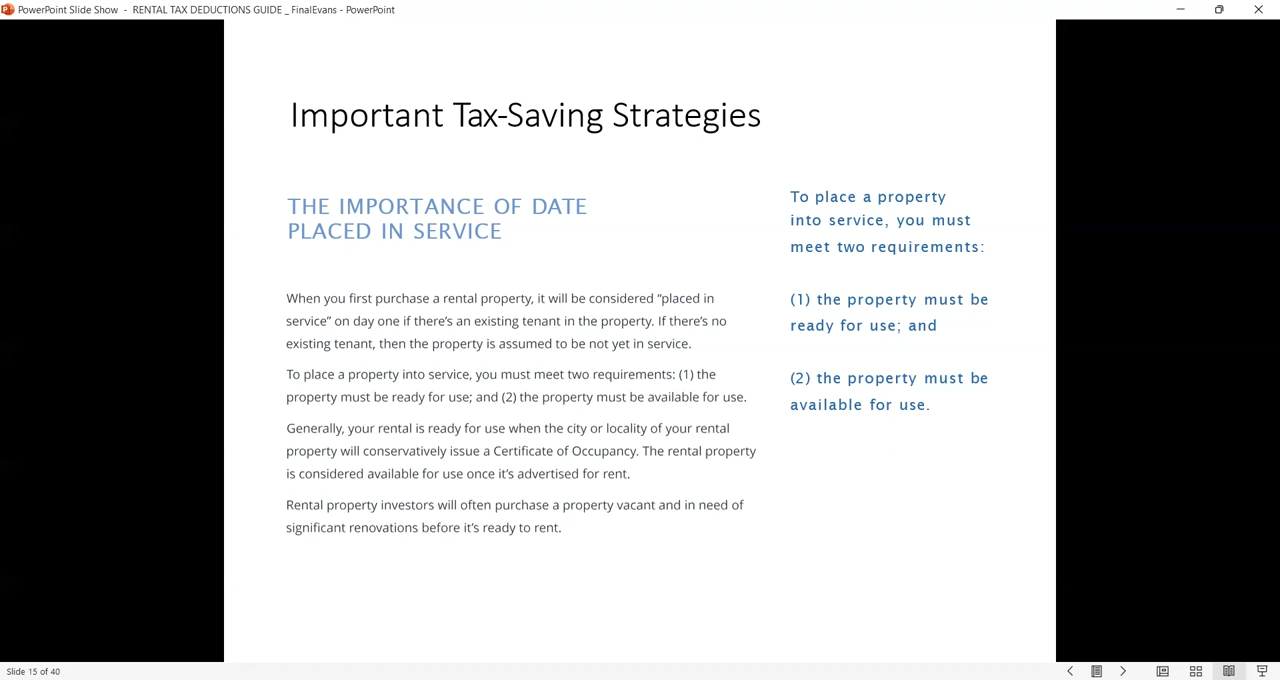 PowerPoint Slide Show - RENTAL TAX DEDUCTIONS GUIDE _ FinalEvans - PowerPoint
Important Tax-Saving Strategies
THE IMPORTANCE OF DATE
PLACED IN SERVICE
When you first purchase a rental property, it will be considered “placed in
service” on day one if there’s an existing tenant in the property. If there’s no
existing tenant, then the property is assumed to be not yet in service.
To place a property into service, you must meet two requirements: (1) the
property must be ready for use; and (2) the property must be available for use.
Generally, your rental is ready for use when the city or locality of your rental
property will conservatively issue a Certificate of Occupancy. The rental property
is considered available for use once it’s advertised for rent.
Rental property investors will often purchase a property vacant and in need of
significant renovations before it’s ready to rent.
To place a property
into service, you must
meet two requirements:
(1) the property must be
ready for use; and
(2) the property must be
available for use.
Slide 15 of 40